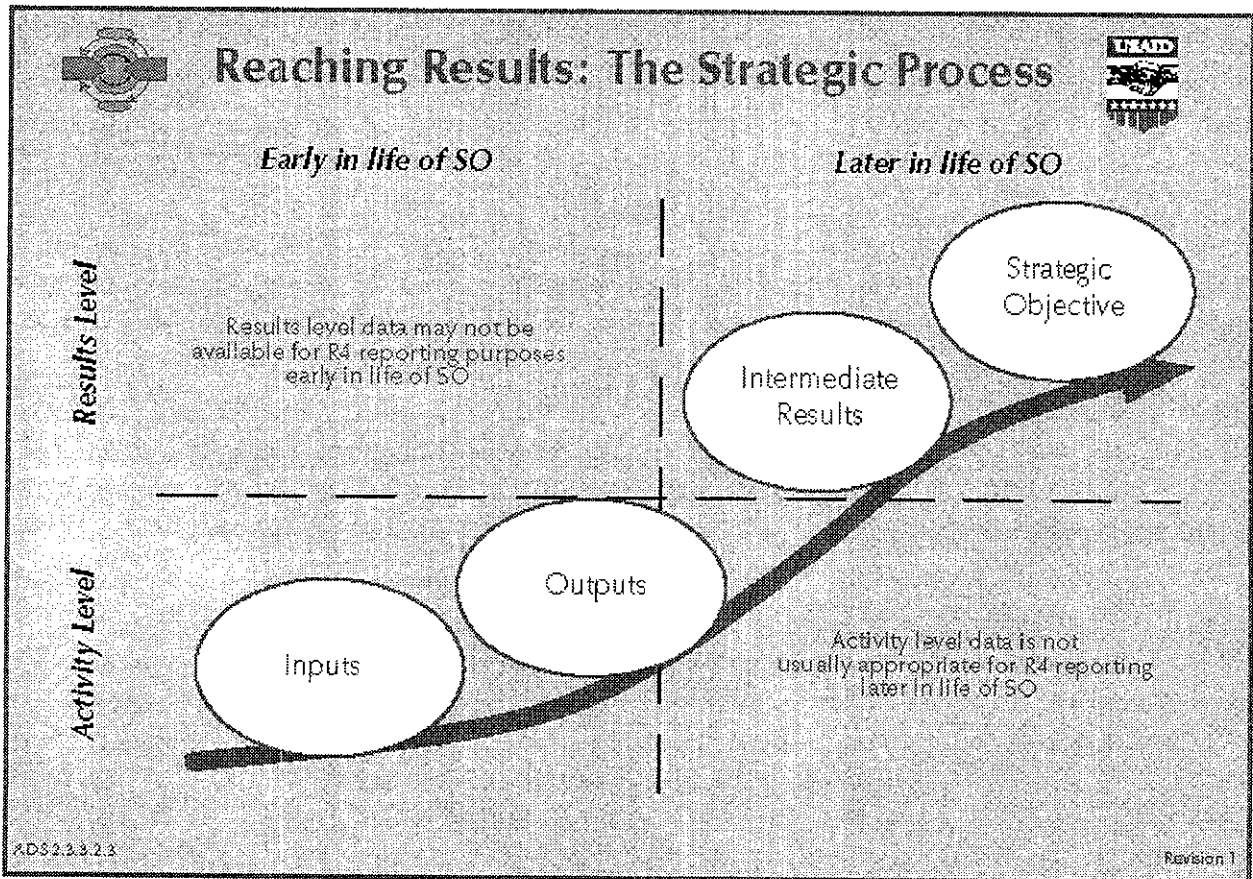 Reaching Results: The Strategic Process
USAID
Early in life of SO
Later in life of SO
Results Level
Results level data may not be
available for R4 reporting purposes
early in life of SO
Strategic
Objective
Intermediate
Results
Activity Level
Inputs
Outputs
Activity level data is not
usually appropriate for R4 reporting
later in life of SO
ADS 2.3.3.2.3
Revision 1